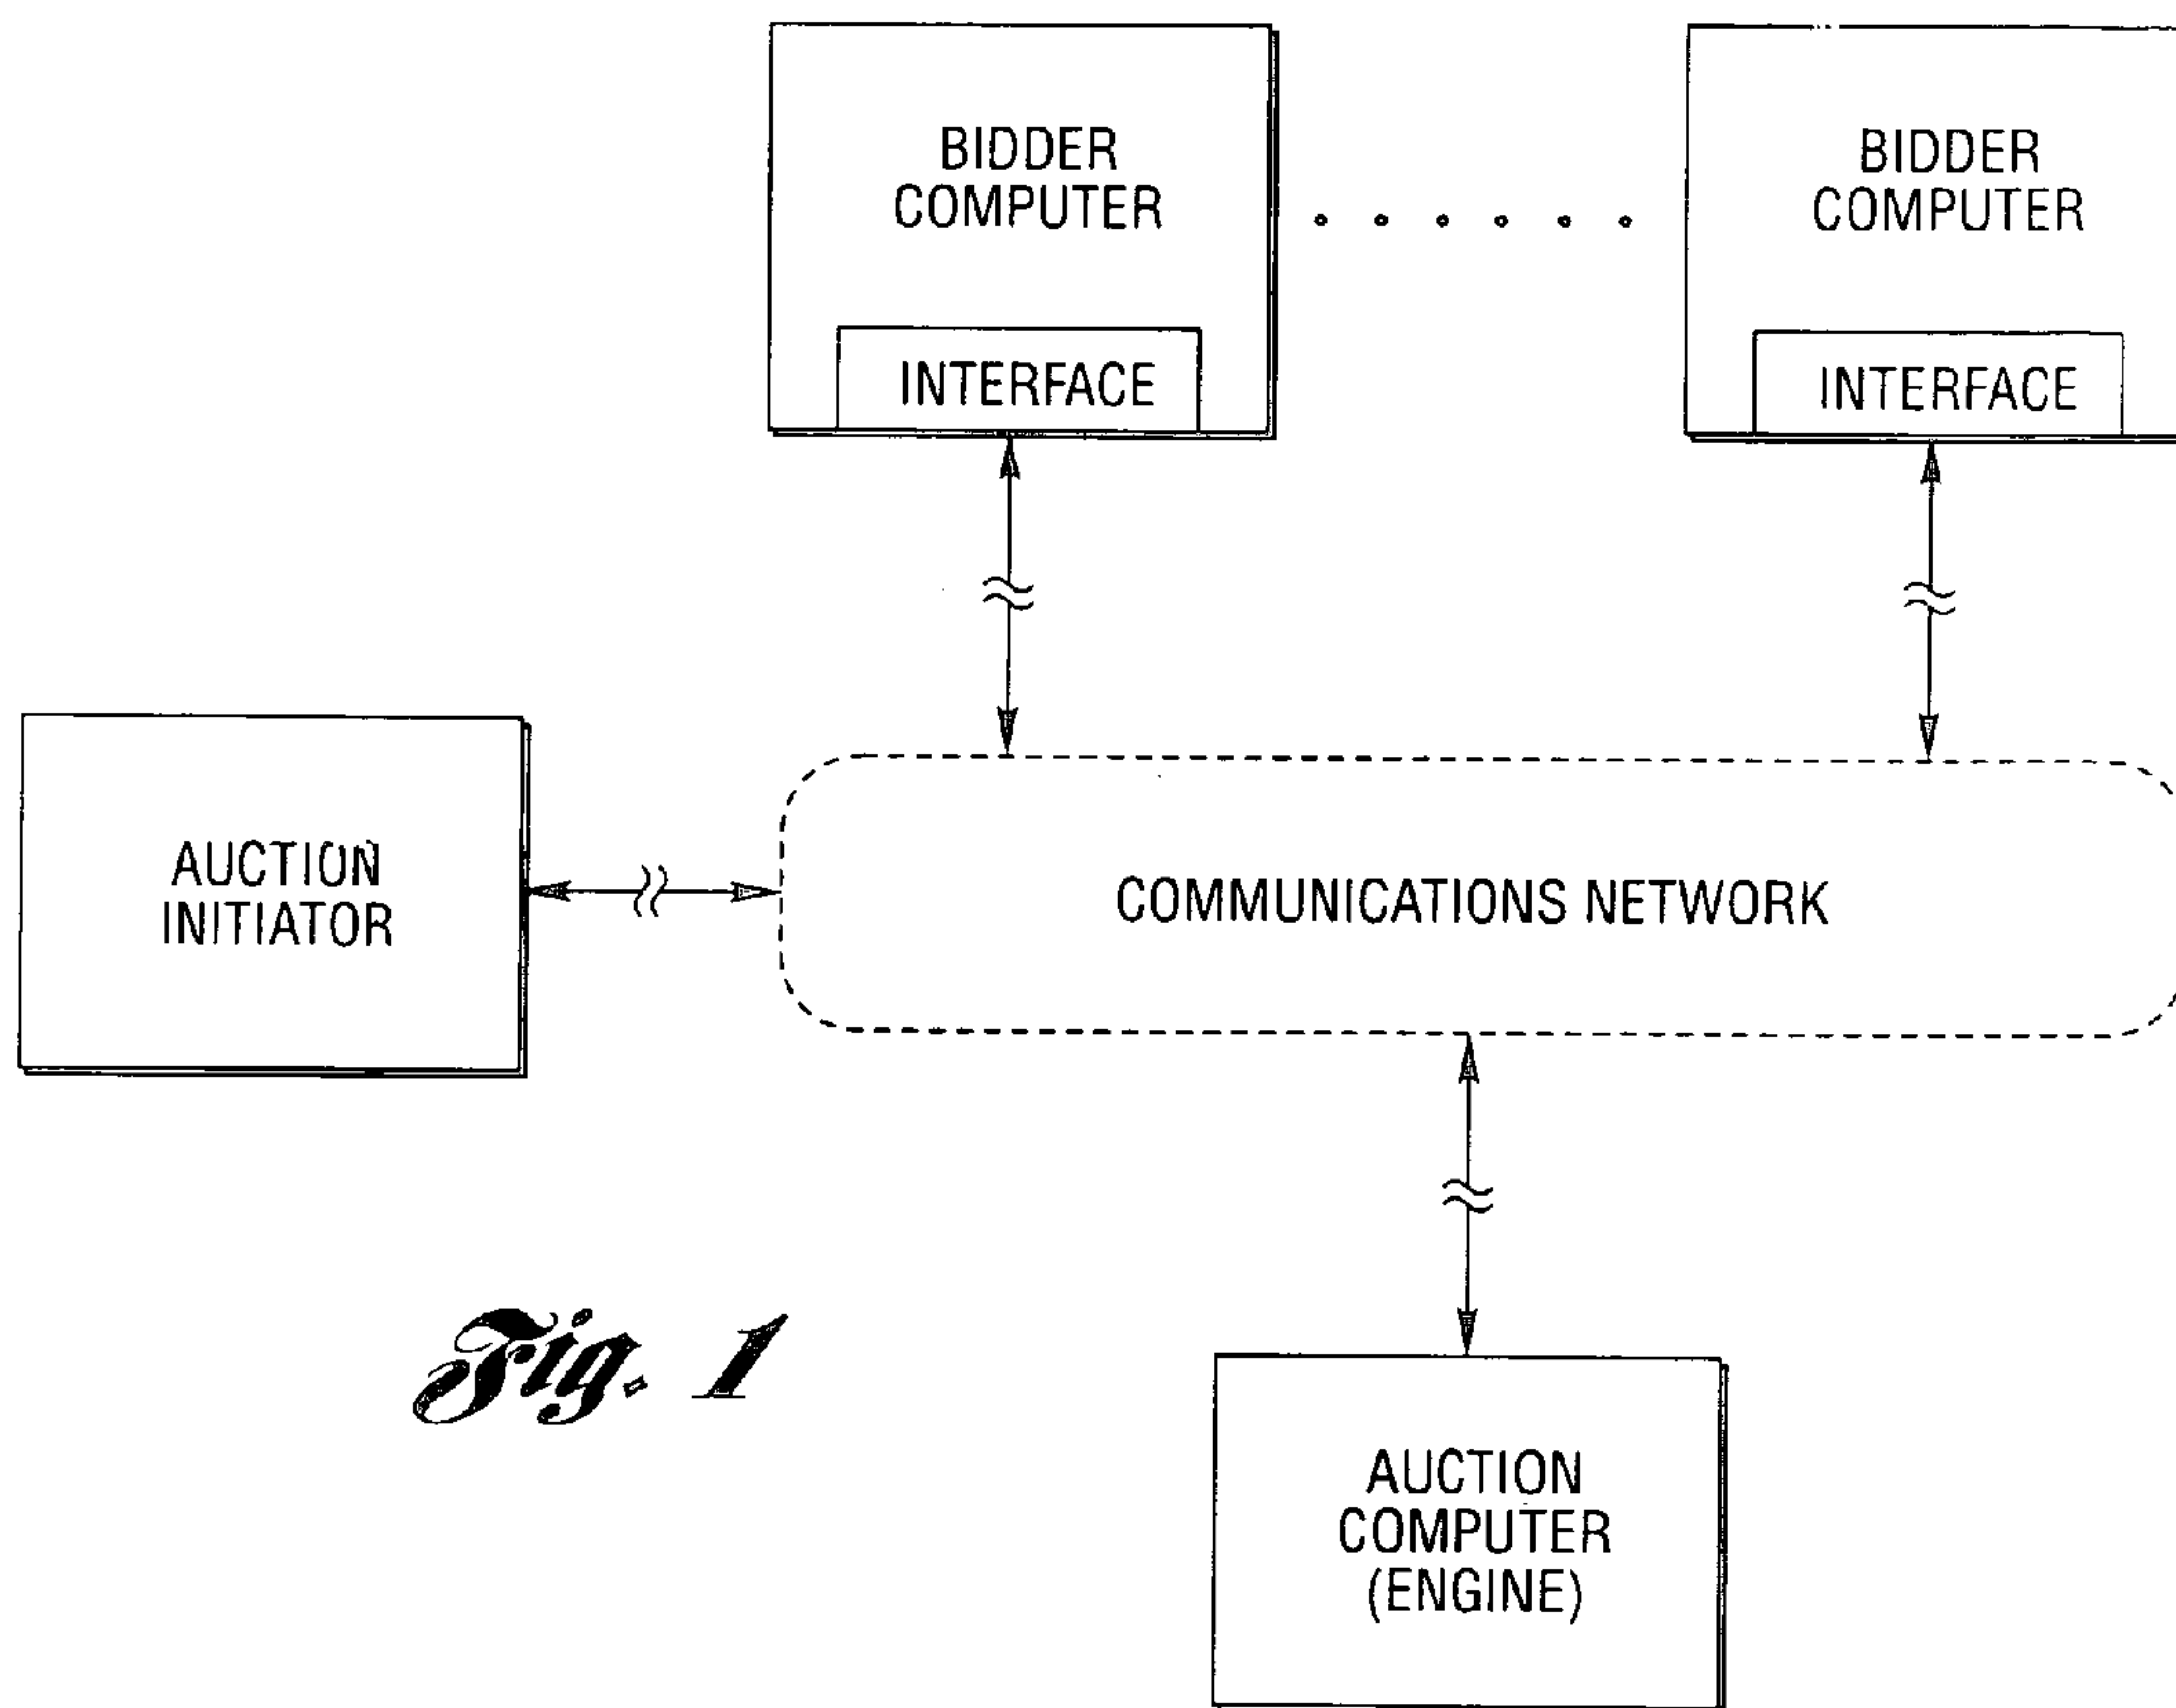 BIDDER
COMPUTER
INTERFACE
BIDDER
COMPUTER
INTERFACE
AUCTION
INITIATOR
COMMUNICATIONS NETWORK
AUCTION
COMPUTER
(ENGINE)
Fig. 1